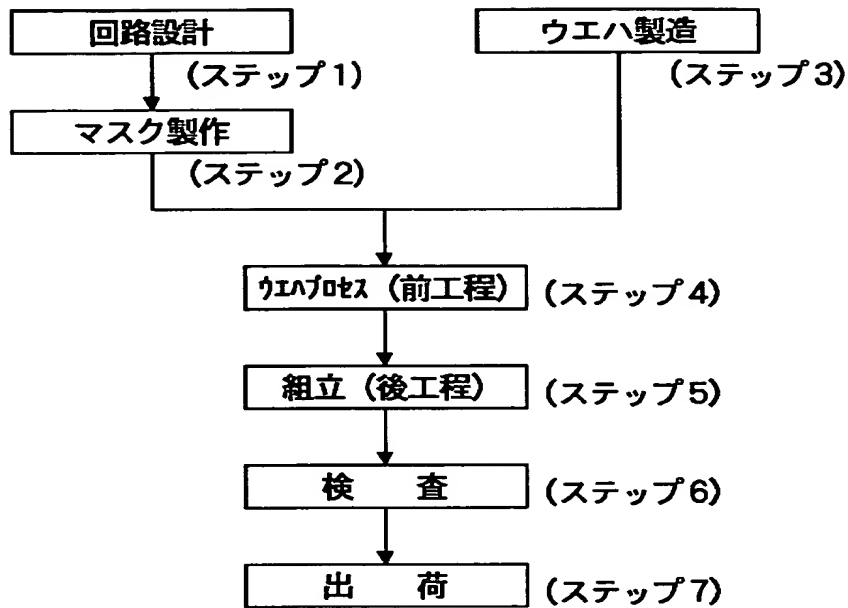 回路設計
(ステップ1)
マスク製作
(ステップ2)
ウエハ製造
(ステップ3)
ｳｴﾊﾌﾟﾛｾｽ (前工程)
(ステップ4)
組立(後工程)
(ステップ5)
検　査
(ステップ6)
出　荷
(ステップ7)